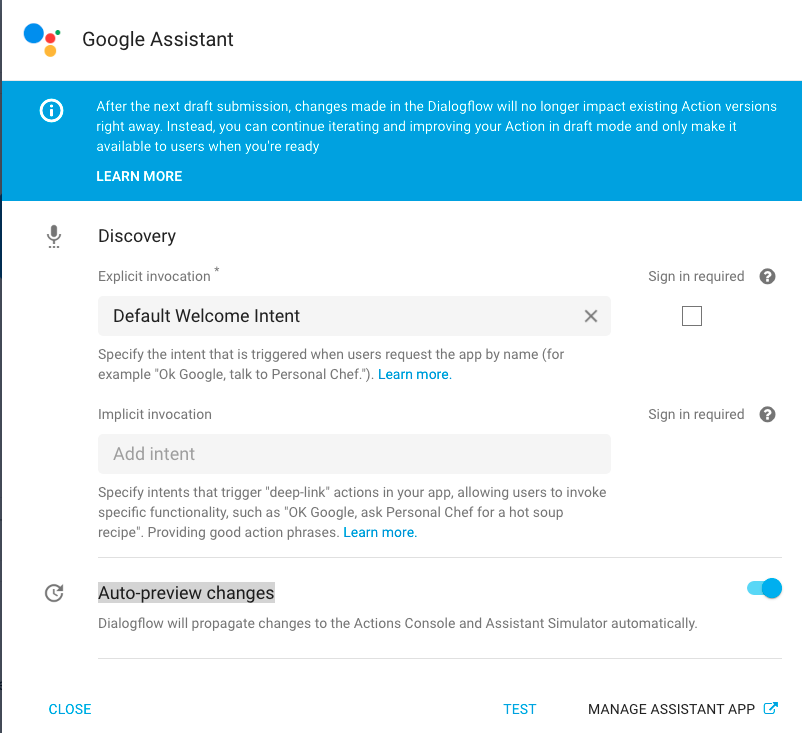 Google Assistant
After the next draft submission, changes made in the Dialogflow will no longer impact existing Action versions
right away. Instead, you can continue iterating and improving your Action in draft mode and only make it
available to users when you're ready
LEARN MORE
Discovery
Explicit invocation * Sign in required ?
Default Welcome Intent ✕
Specify the intent that is triggered when users request the app by name (for
example "Ok Google, talk to Personal Chef."). Learn more.
Implicit invocation Sign in required ?
Add intent
Specify intents that trigger "deep-link" actions in your app, allowing users to invoke
specific functionality, such as "OK Google, ask Personal Chef for a hot soup
recipe". Providing good action phrases. Learn more.
Auto-preview changes
Dialogflow will propagate changes to the Actions Console and Assistant Simulator automatically.
CLOSE TEST MANAGE ASSISTANT APP